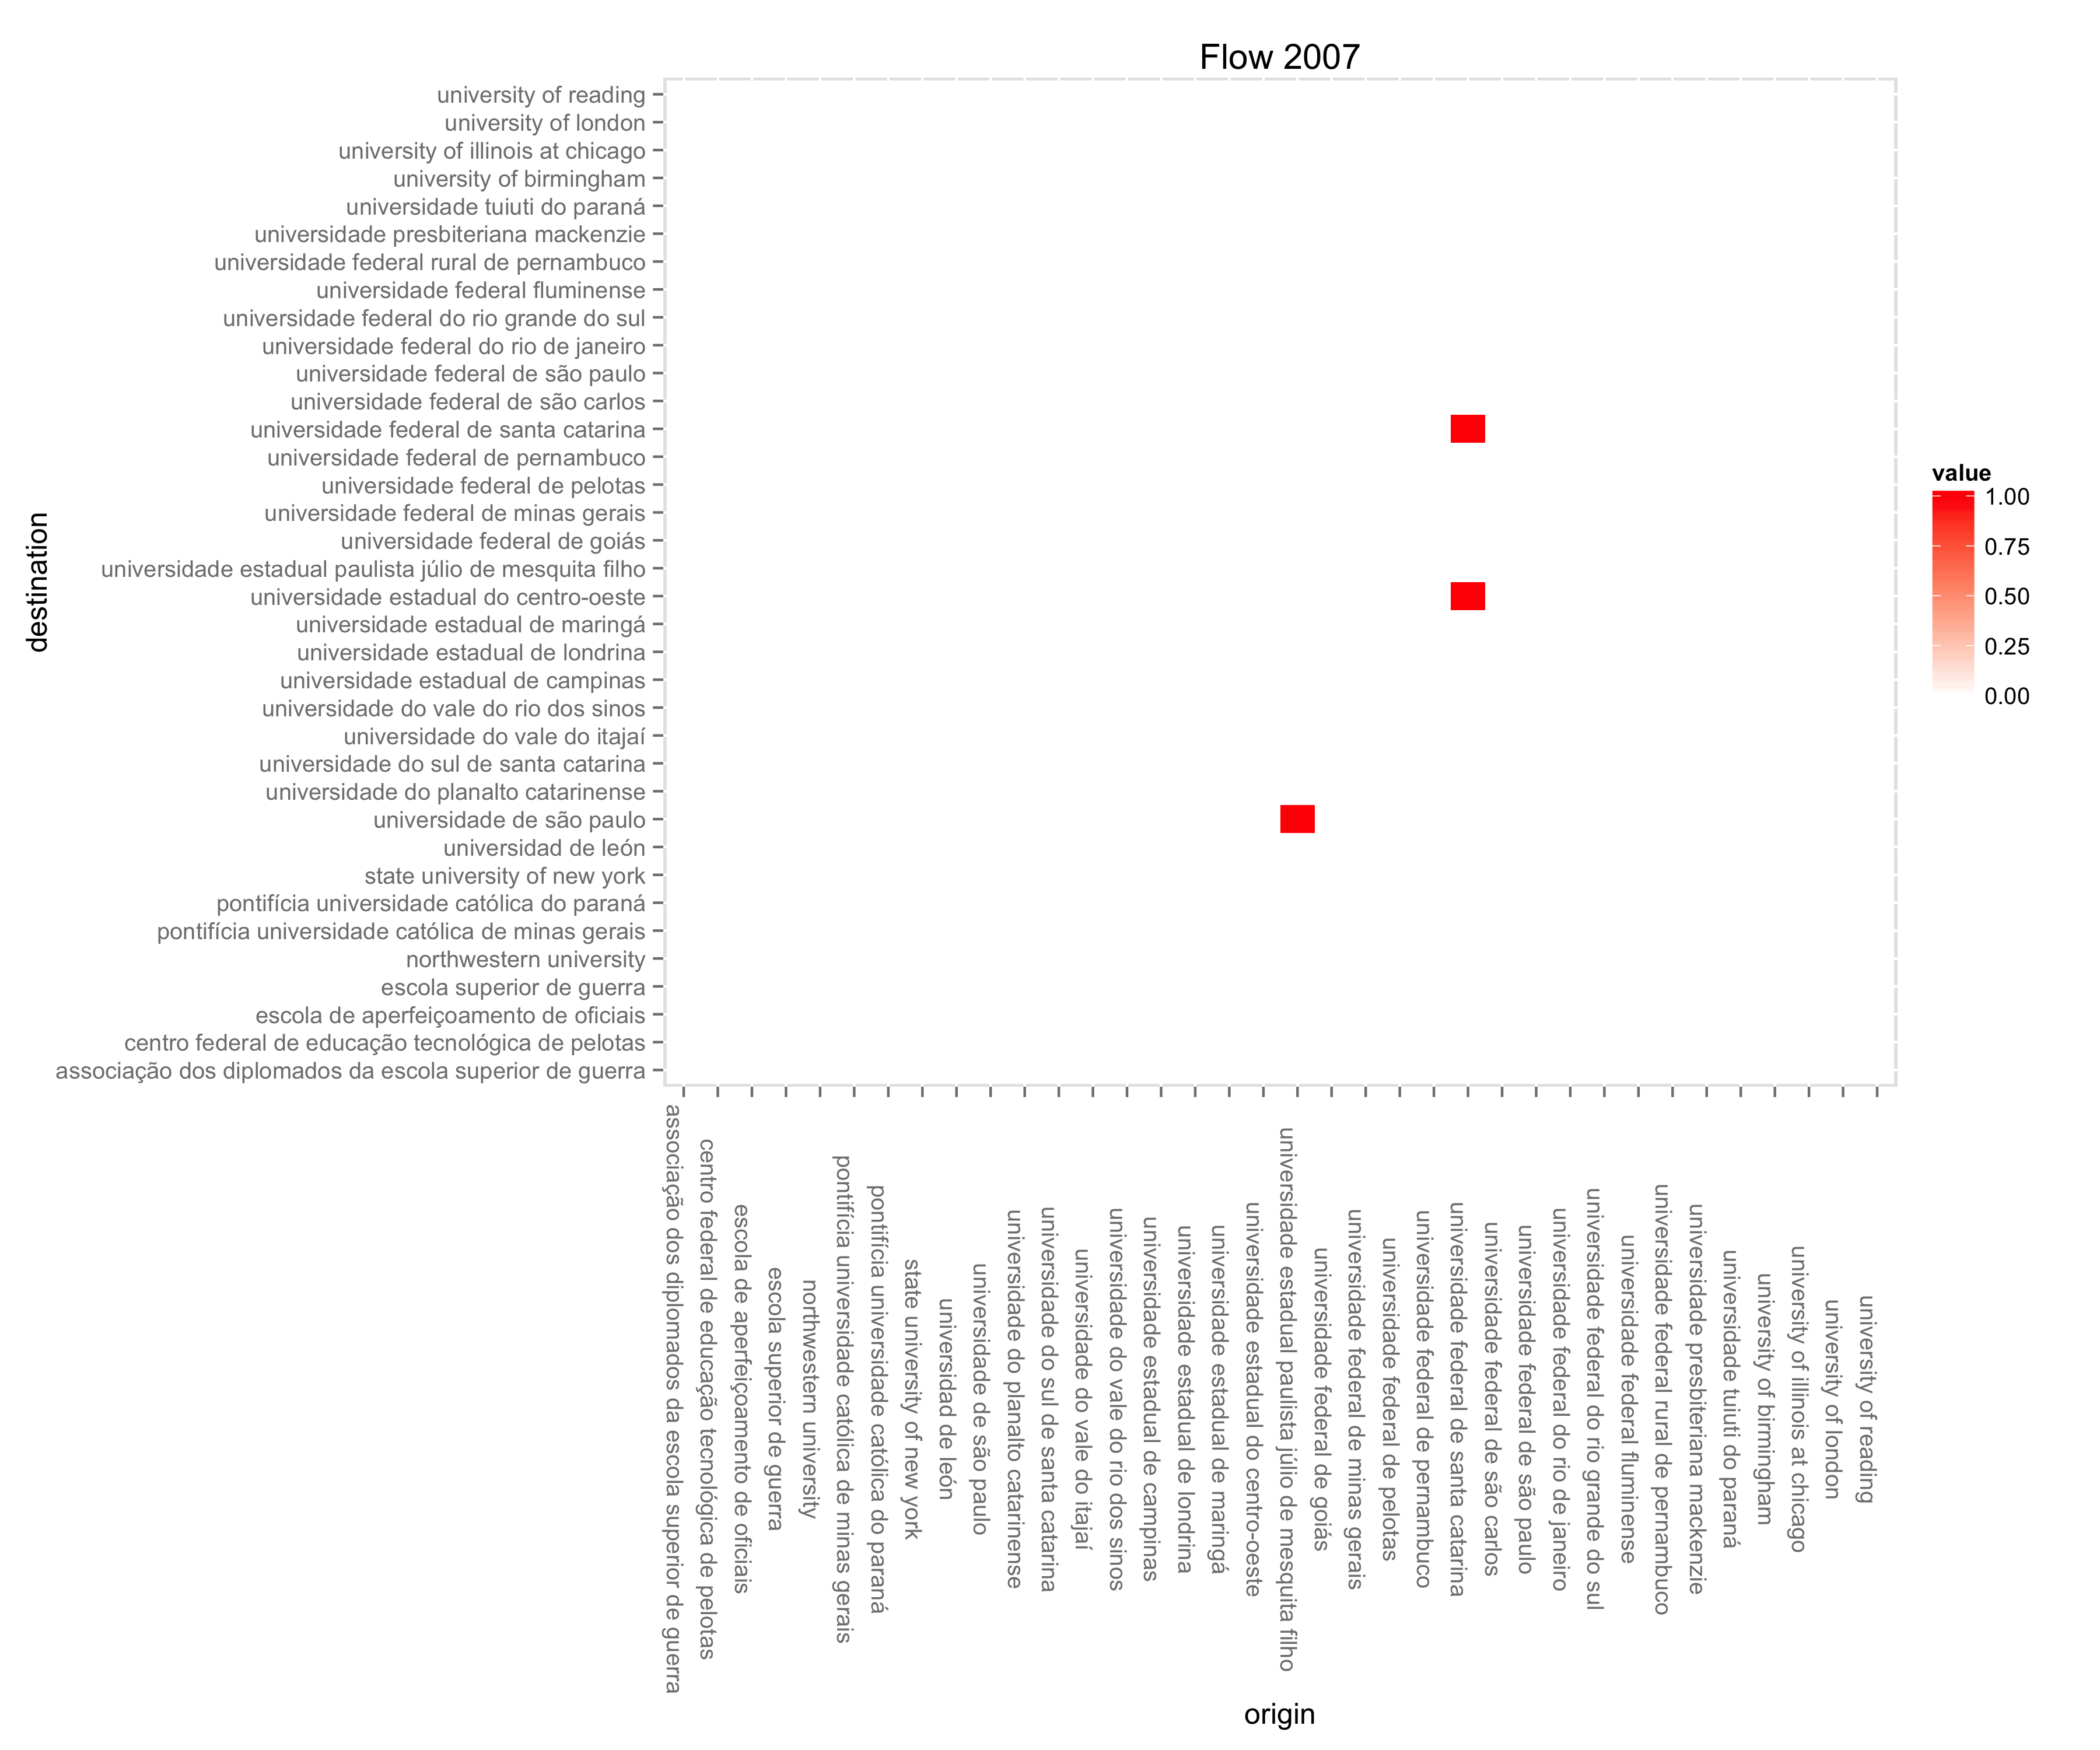 Flow 2007
university of reading
university of london
university of illinois at chicago
university of birmingham
universidade tuiuti do paraná
universidade presbiteriana mackenzie
universidade federal rural de pernambuco
universidade federal fluminense
universidade federal do rio grande do sul
universidade federal do rio de janeiro
universidade federal de são paulo
universidade federal de são carlos
universidade federal de santa catarina
universidade federal de pernambuco
universidade federal de pelotas
universidade federal de minas gerais
universidade federal de goiás
universidade estadual paulista júlio de mesquita filho
universidade estadual do centro-oeste
universidade estadual de maringá
universidade estadual de londrina
universidade estadual de campinas
universidade do vale do rio dos sinos
universidade do vale do itajaí
universidade do sul de santa catarina
universidade do planalto catarinense
universidade de são paulo
universidad de león
state university of new york
pontifícia universidade católica do paraná
pontifícia universidade católica de minas gerais
northwestern university
escola superior de guerra
escola de aperfeiçoamento de oficiais
centro federal de educação tecnológica de pelotas
associação dos diplomados da escola superior de guerra
destination
value
1.00
0.75
0.50
0.25
0.00
associação dos diplomados da escola superior de guerra
centro federal de educação tecnológica de pelotas
escola de aperfeiçoamento de oficiais
escola superior de guerra
northwestern university
pontifícia universidade católica de minas gerais
pontifícia universidade católica do paraná
state university of new york
universidad de león
universidade de são paulo
universidade do planalto catarinense
universidade do sul de santa catarina
universidade do vale do itajaí
universidade do vale do rio dos sinos
universidade estadual de campinas
universidade estadual de londrina
universidade estadual de maringá
universidade estadual do centro-oeste
universidade estadual paulista júlio de mesquita filho
universidade federal de goiás
universidade federal de minas gerais
universidade federal de pelotas
universidade federal de pernambuco
universidade federal de santa catarina
universidade federal de são carlos
universidade federal de são paulo
universidade federal do rio de janeiro
universidade federal do rio grande do sul
universidade federal fluminense
universidade federal rural de pernambuco
universidade presbiteriana mackenzie
universidade tuiuti do paraná
university of birmingham
university of illinois at chicago
university of london
university of reading
origin